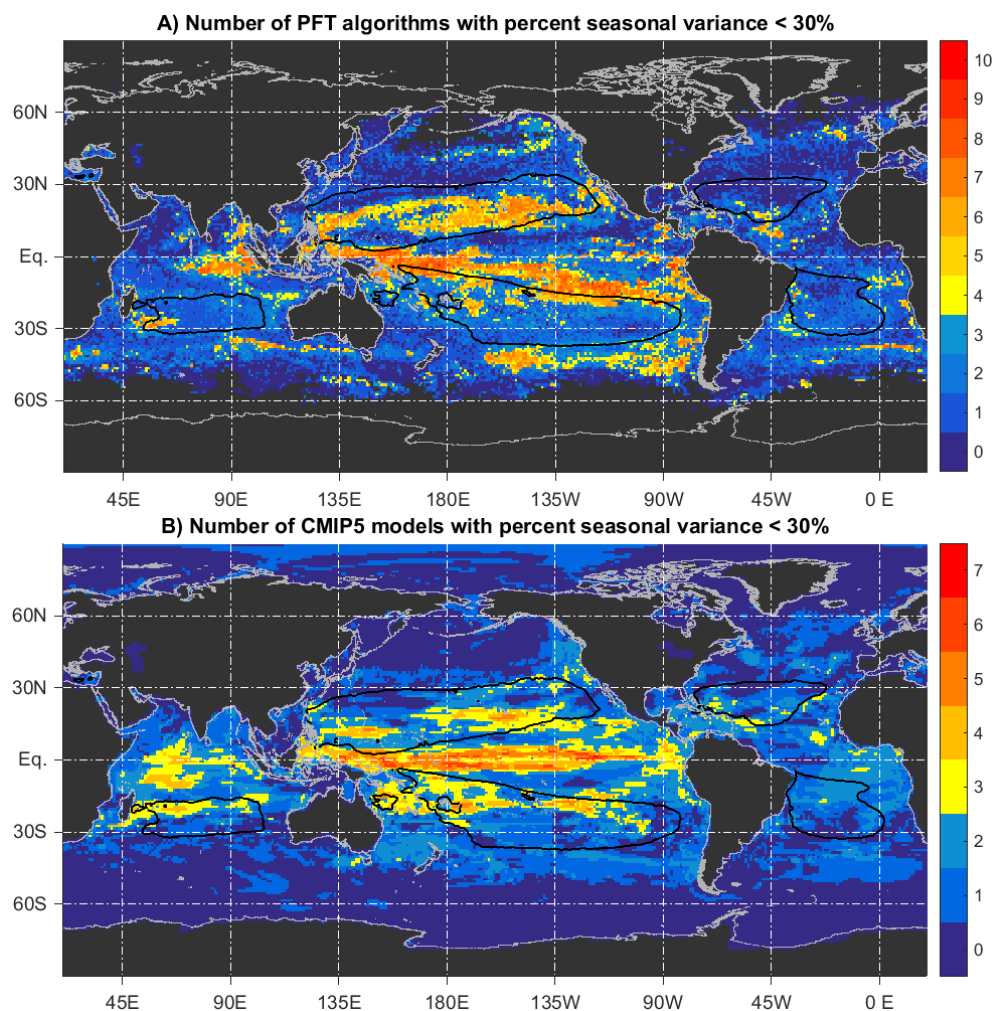 A) Number of PFT algorithms with percent seasonal variance < 30%
10
9
8
7
6
5
4
3
2
1
0
60N
30N
Eq.
30S
60S
45E 90E 135E 180E 135W 90W 45W 0 E
B) Number of CMIP5 models with percent seasonal variance < 30%
7
6
5
4
3
2
1
0
60N
30N
Eq.
30S
60S
45E 90E 135E 180E 135W 90W 45W 0 E